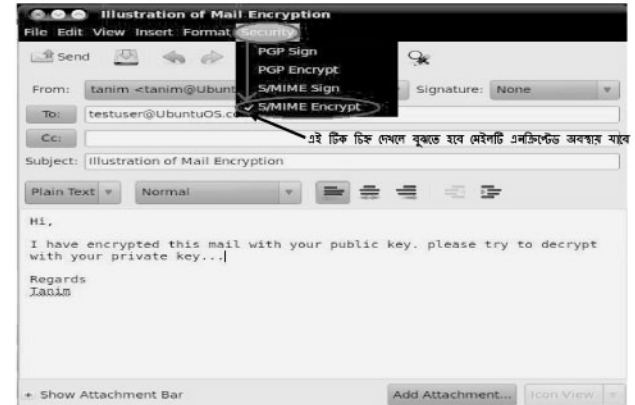 Illustration of Mail Encryption
File Edit View Insert Format Security
Send
PGP Sign
PGP Encrypt
S/MIME Sign
S/MIME Encrypt
From: tanim <tanim@Ubunt Signature: None
To: testuser@UbuntuOS.co
Cc:
এই টিক চিহ্ন দেখলে বুঝতে হবে মেইলটি এনক্রিপ্টেড অবস্থায় যাবে
Subject: Illustration of Mail Encryption
Plain Text Normal
Hi,
I have encrypted this mail with your public key. please try to decrypt
with your private key...
Regards
Tanim
+ Show Attachment Bar Add Attachment... Icon View